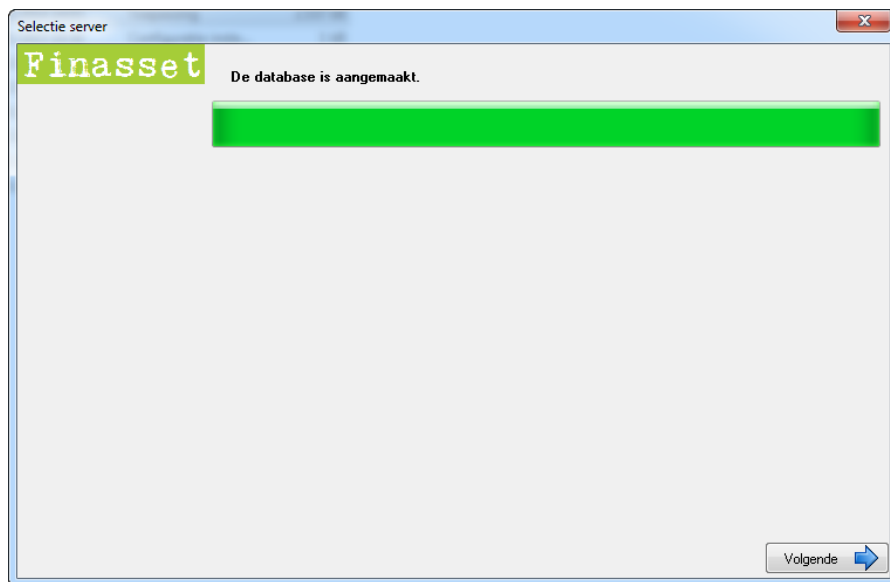 Selectie server
Finasset
De database is aangemaakt.
Volgende